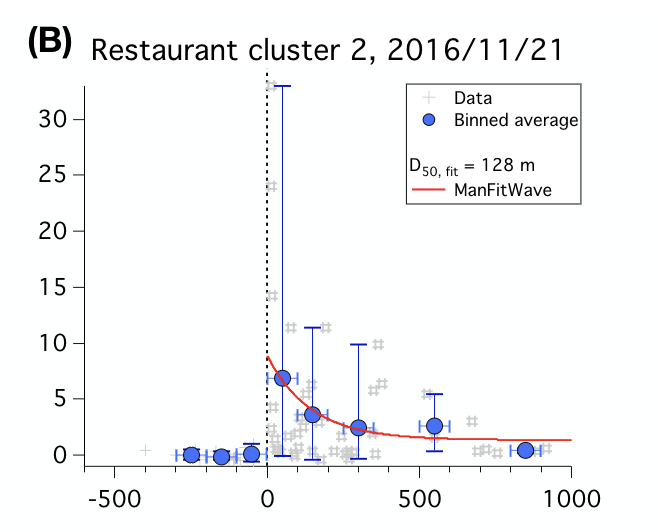 (B) Restaurant cluster 2, 2016/11/21
Data
Binned average
D50, fit = 128 m
ManFitWave
30
25
20
15
10
5
0
-500 0 500 1000